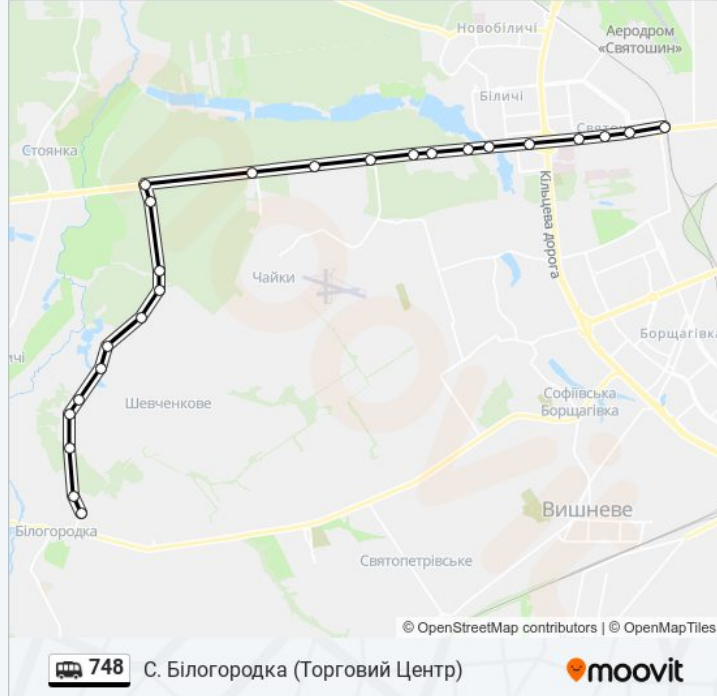 Новобіличі
Аеродром
«Святошин»
Біличі
Святош
Стоянка
Кільцева дорога
Чайки
ичі
Борщагівка
Шевченкове
Софіївська
Борщагівка
Вишневе
Білогородка
Святопетрівське
© OpenStreetMap contributors | © OpenMapTiles
748 С. Білогородка (Торговий Центр)
moovit